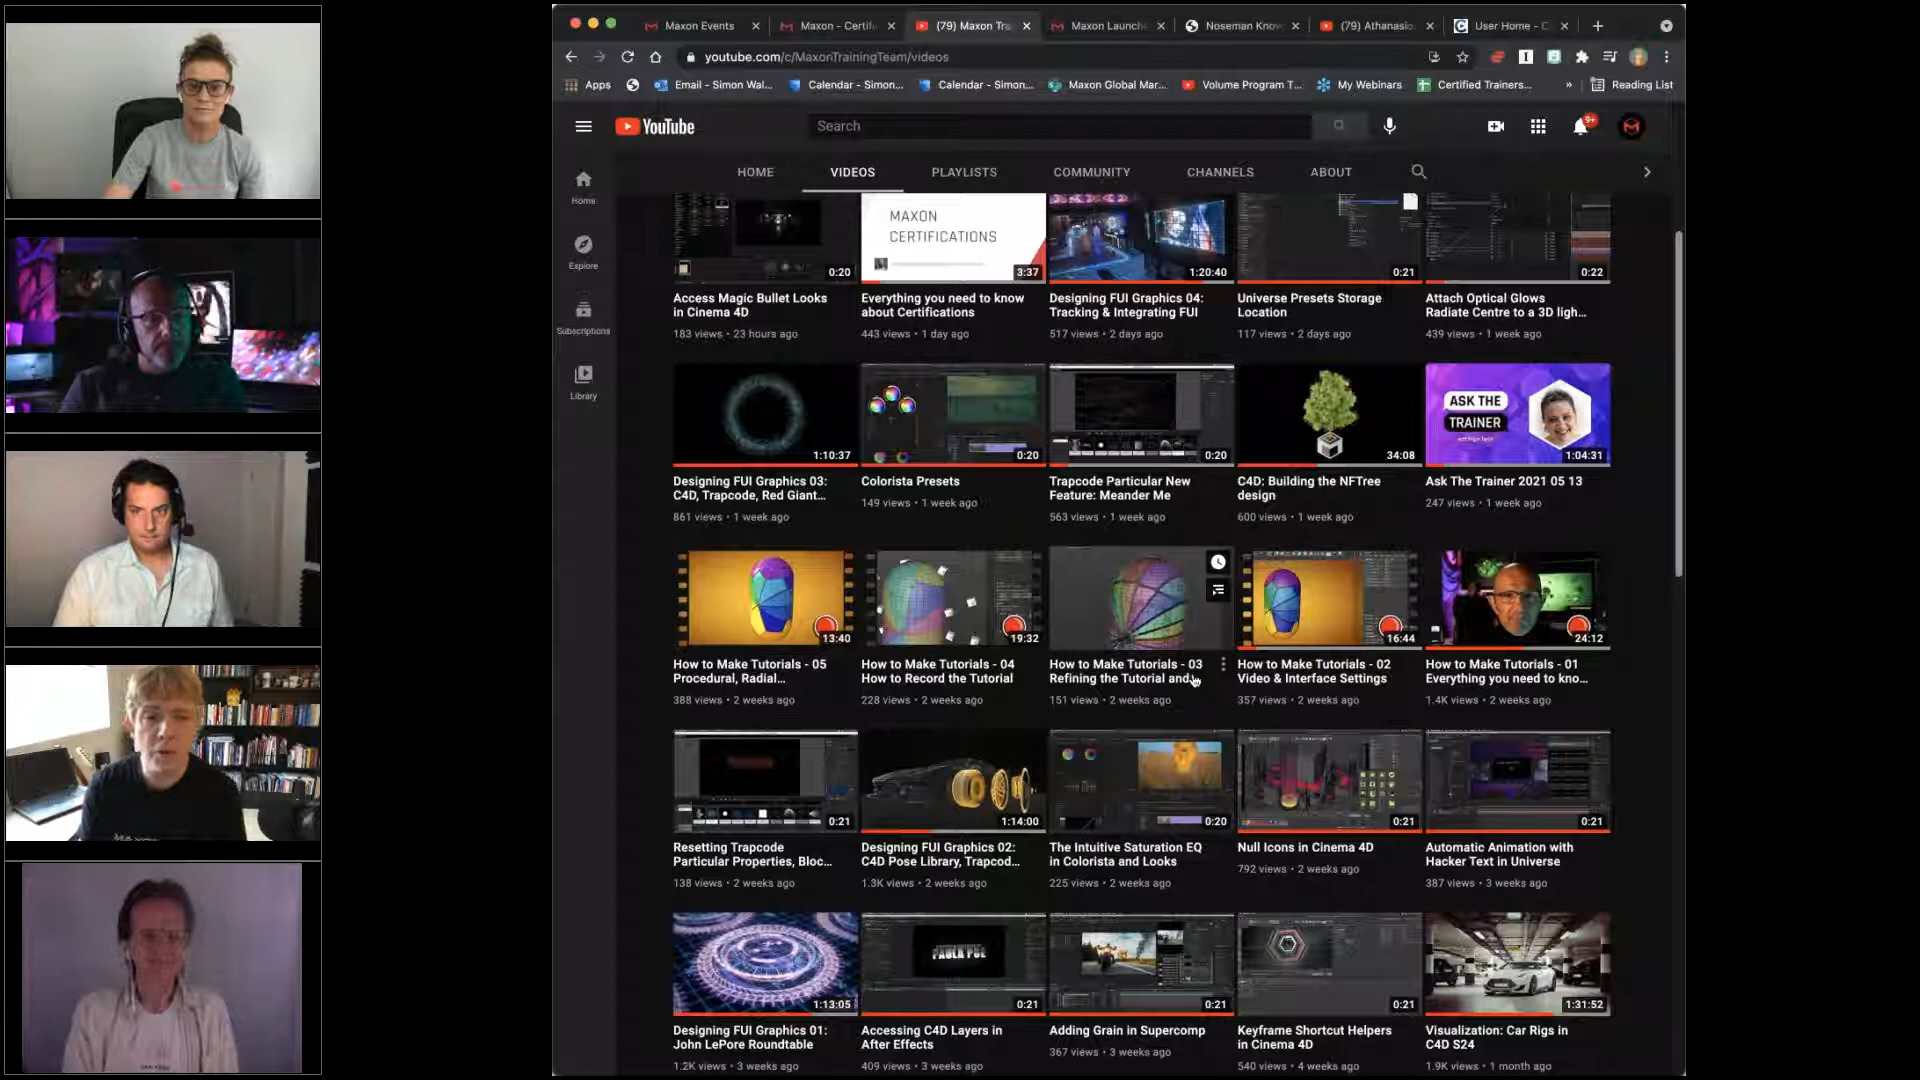 Maxon Events
Maxon - Certif
(79) Maxon Tra
Maxon Launch
Noseman Know
(79) Athanasio
User Home - C
youtube.com/c/MaxonTrainingTeam/videos
Apps
Email - Simon Wal...
Calendar - Simon...
Calendar - Simon...
Maxon Global Mar...
Volume Program T...
My Webinars
Certified Trainers...
»
Reading List
YouTube
Search
9+
HOME
VIDEOS
PLAYLISTS
COMMUNITY
CHANNELS
ABOUT
Home
Explore
Subscriptions
Library
MAXON
CERTIFICATIONS
0:20
3:37
1:20:40
0:21
0:22
Access Magic Bullet Looks
in Cinema 4D
183 views • 23 hours ago
Everything you need to know
about Certifications
443 views • 1 day ago
Designing FUI Graphics 04:
Tracking & Integrating FUI
517 views • 2 days ago
Universe Presets Storage
Location
117 views • 2 days ago
Attach Optical Glows
Radiate Centre to a 3D ligh...
439 views • 1 week ago
ASK THE
TRAINER
1:10:37
0:20
0:20
34:08
1:04:31
Designing FUI Graphics 03:
C4D, Trapcode, Red Giant...
861 views • 1 week ago
Colorista Presets
149 views • 1 week ago
Trapcode Particular New
Feature: Meander Me
563 views • 1 week ago
C4D: Building the NFTree
design
600 views • 1 week ago
Ask The Trainer 2021 05 13
247 views • 1 week ago
13:40
19:32
16:44
24:12
How to Make Tutorials - 05
Procedural, Radial...
388 views • 2 weeks ago
How to Make Tutorials - 04
How to Record the Tutorial
228 views • 2 weeks ago
How to Make Tutorials - 03
Refining the Tutorial and
151 views • 2 weeks ago
How to Make Tutorials - 02
Video & Interface Settings
357 views • 2 weeks ago
How to Make Tutorials - 01
Everything you need to kno...
1.4K views • 2 weeks ago
0:21
1:14:00
0:20
0:21
0:21
Resetting Trapcode
Particular Properties, Bloc...
138 views • 2 weeks ago
Designing FUI Graphics 02:
C4D Pose Library, Trapcod...
1.3K views • 2 weeks ago
The Intuitive Saturation EQ
in Colorista and Looks
225 views • 2 weeks ago
Null Icons in Cinema 4D
792 views • 2 weeks ago
Automatic Animation with
Hacker Text in Universe
387 views • 3 weeks ago
PAULA POE
1:13:05
0:21
0:21
0:21
1:31:52
Designing FUI Graphics 01:
John LePore Roundtable
1.2K views • 3 weeks ago
Accessing C4D Layers in
After Effects
409 views • 3 weeks ago
Adding Grain in Supercomp
367 views • 3 weeks ago
Keyframe Shortcut Helpers
in Cinema 4D
540 views • 4 weeks ago
Visualization: Car Rigs in
C4D S24
1.9K views • 1 month ago